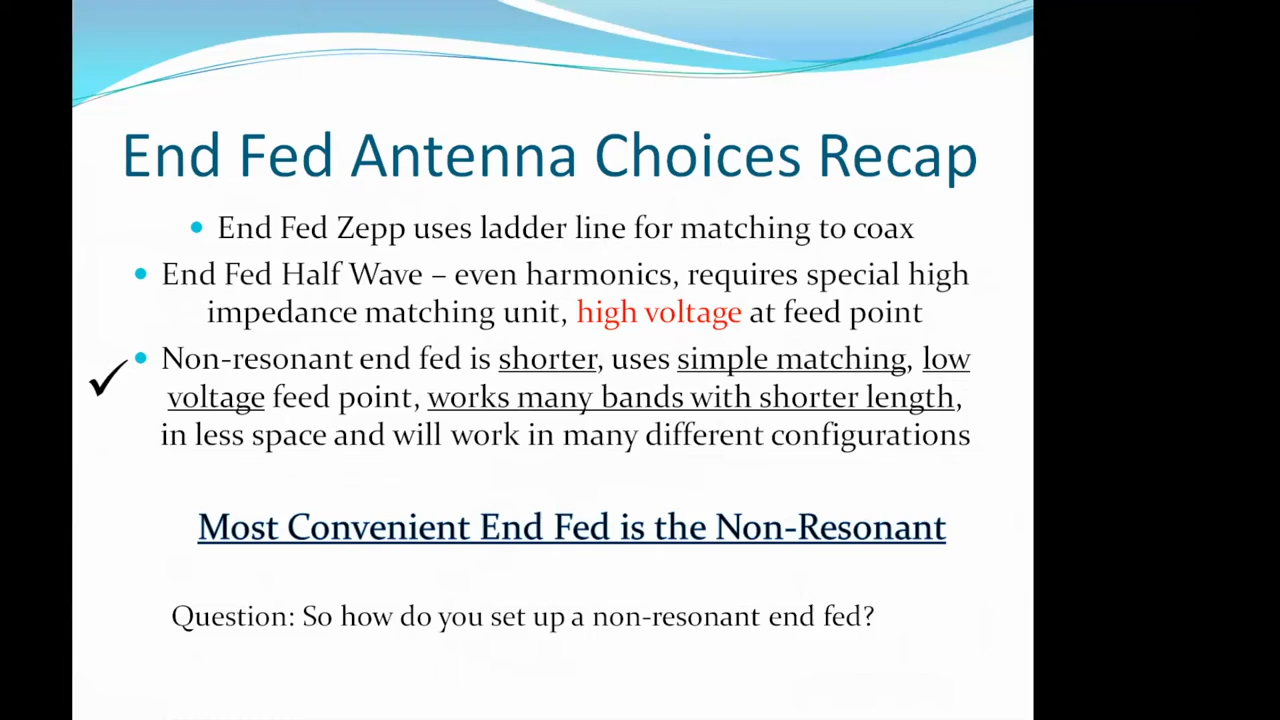 End Fed Antenna Choices Recap
• End Fed Zepp uses ladder line for matching to coax
• End Fed Half Wave – even harmonics, requires special high
impedance matching unit, high voltage at feed point
✓ • Non-resonant end fed is shorter, uses simple matching, low
voltage feed point, works many bands with shorter length,
in less space and will work in many different configurations
Most Convenient End Fed is the Non-Resonant
Question: So how do you set up a non-resonant end fed?